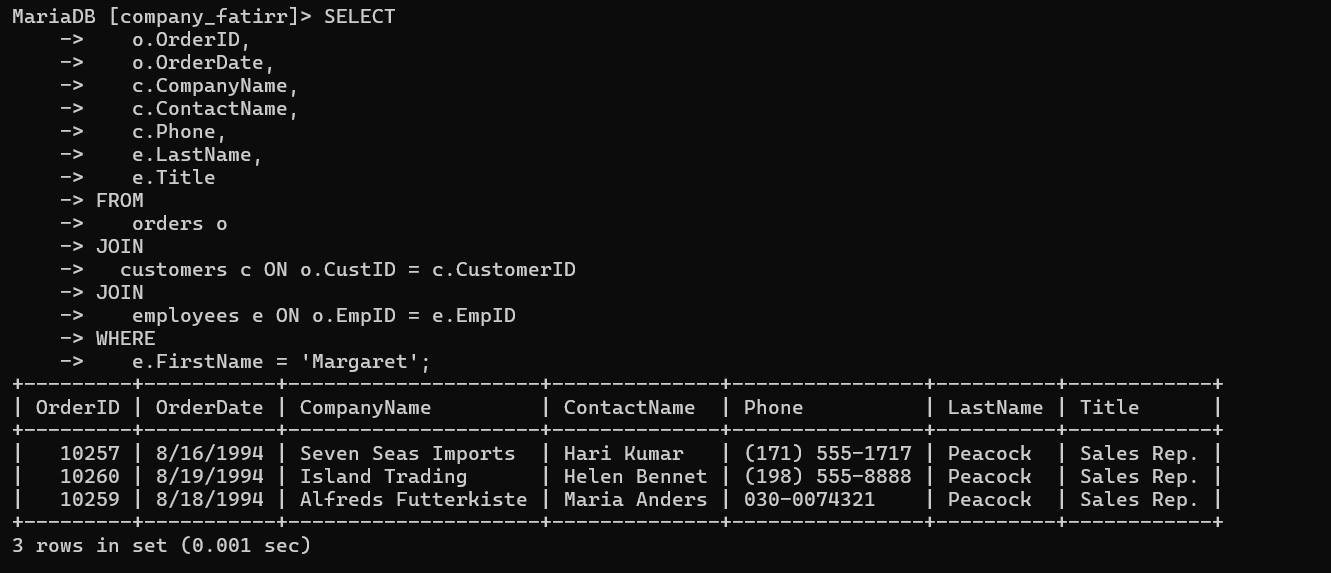 MariaDB [company_fatirr]> SELECT
    ->    o.OrderID,
    ->    o.OrderDate,
    ->    c.CompanyName,
    ->    c.ContactName,
    ->    c.Phone,
    ->    e.LastName,
    ->    e.Title
    -> FROM
    ->    orders o
    -> JOIN
    ->   customers c ON o.CustID = c.CustomerID
    -> JOIN
    ->    employees e ON o.EmpID = e.EmpID
    -> WHERE
    ->    e.FirstName = 'Margaret';
+---------+-----------+---------------------+--------------+----------------+----------+------------+
| OrderID | OrderDate | CompanyName         | ContactName  | Phone          | LastName | Title      |
+---------+-----------+---------------------+--------------+----------------+----------+------------+
|   10257 | 8/16/1994 | Seven Seas Imports  | Hari Kumar   | (171) 555-1717 | Peacock  | Sales Rep. |
|   10260 | 8/19/1994 | Island Trading      | Helen Bennet | (198) 555-8888 | Peacock  | Sales Rep. |
|   10259 | 8/18/1994 | Alfreds Futterkiste | Maria Anders | 030-0074321    | Peacock  | Sales Rep. |
+---------+-----------+---------------------+--------------+----------------+----------+------------+
3 rows in set (0.001 sec)